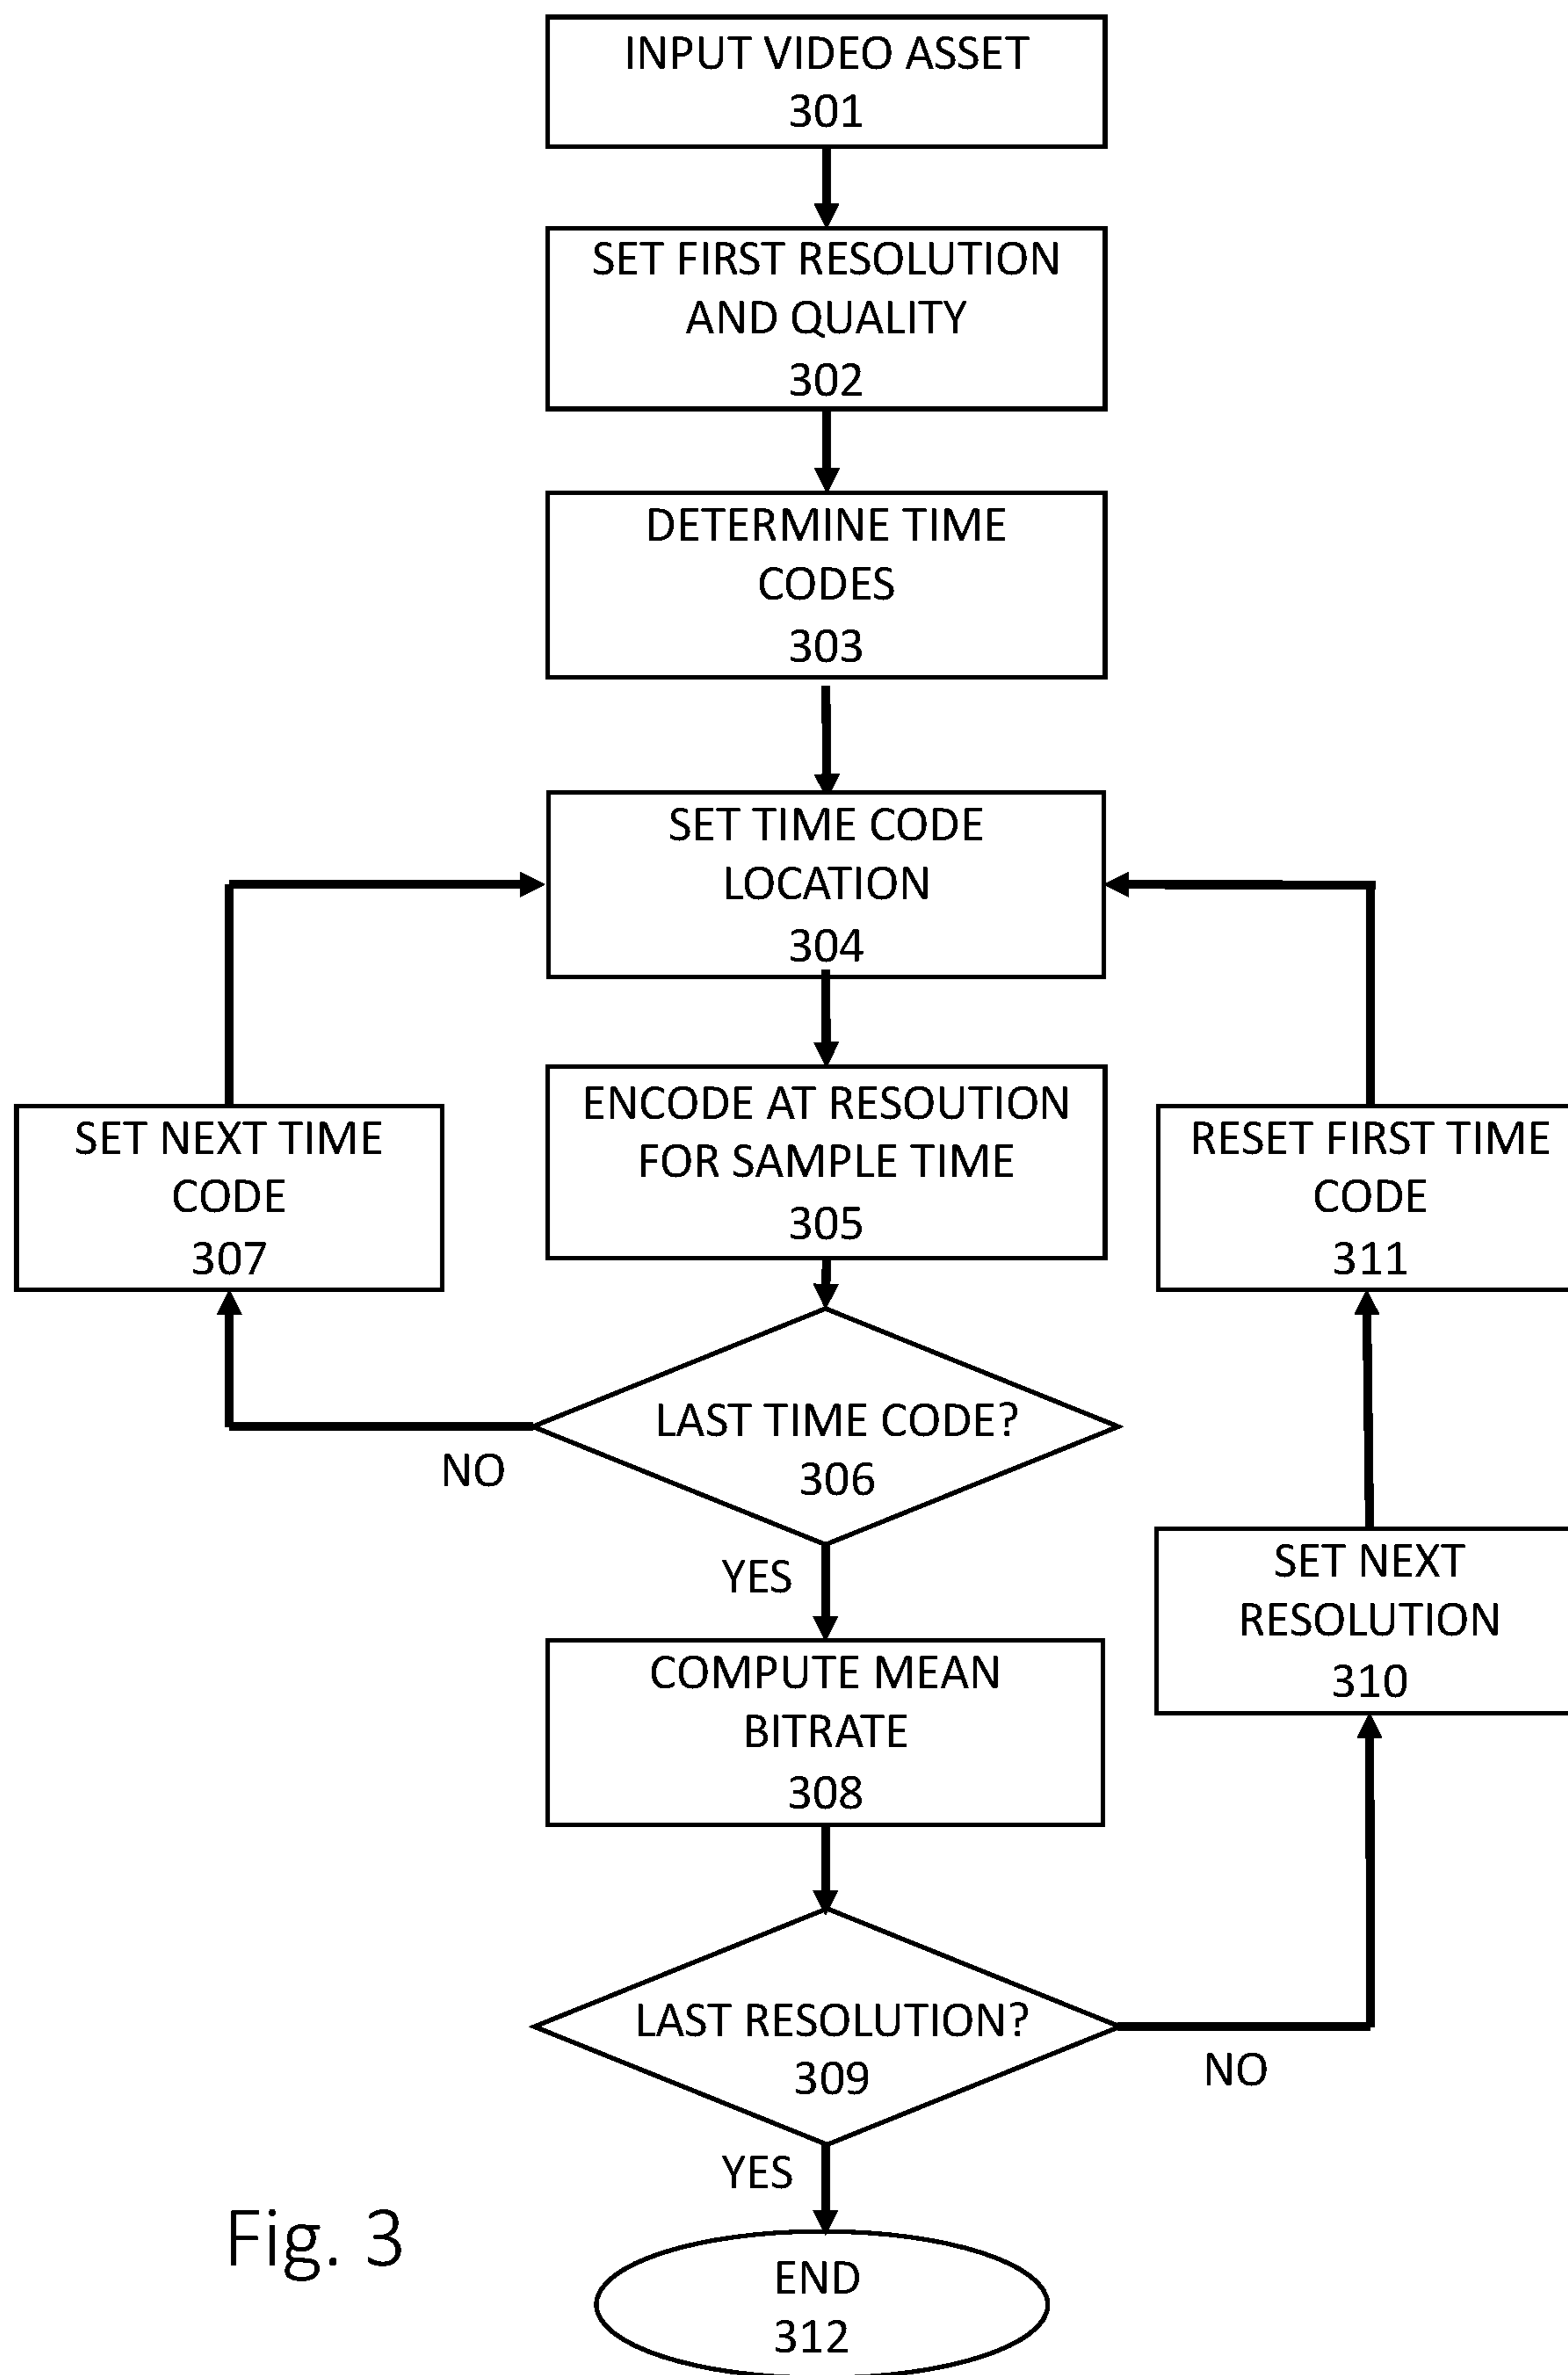 INPUT VIDEO ASSET
301
SET FIRST RESOLUTION
AND QUALITY
302
DETERMINE TIME
CODES
303
SET TIME CODE
LOCATION
304
ENCODE AT RESOUTION
FOR SAMPLE TIME
305
SET NEXT TIME
CODE
307
RESET FIRST TIME
CODE
311
LAST TIME CODE?
306
NO
YES
SET NEXT
RESOLUTION
310
COMPUTE MEAN
BITRATE
308
LAST RESOLUTION?
309
NO
YES
Fig. 3
END
312